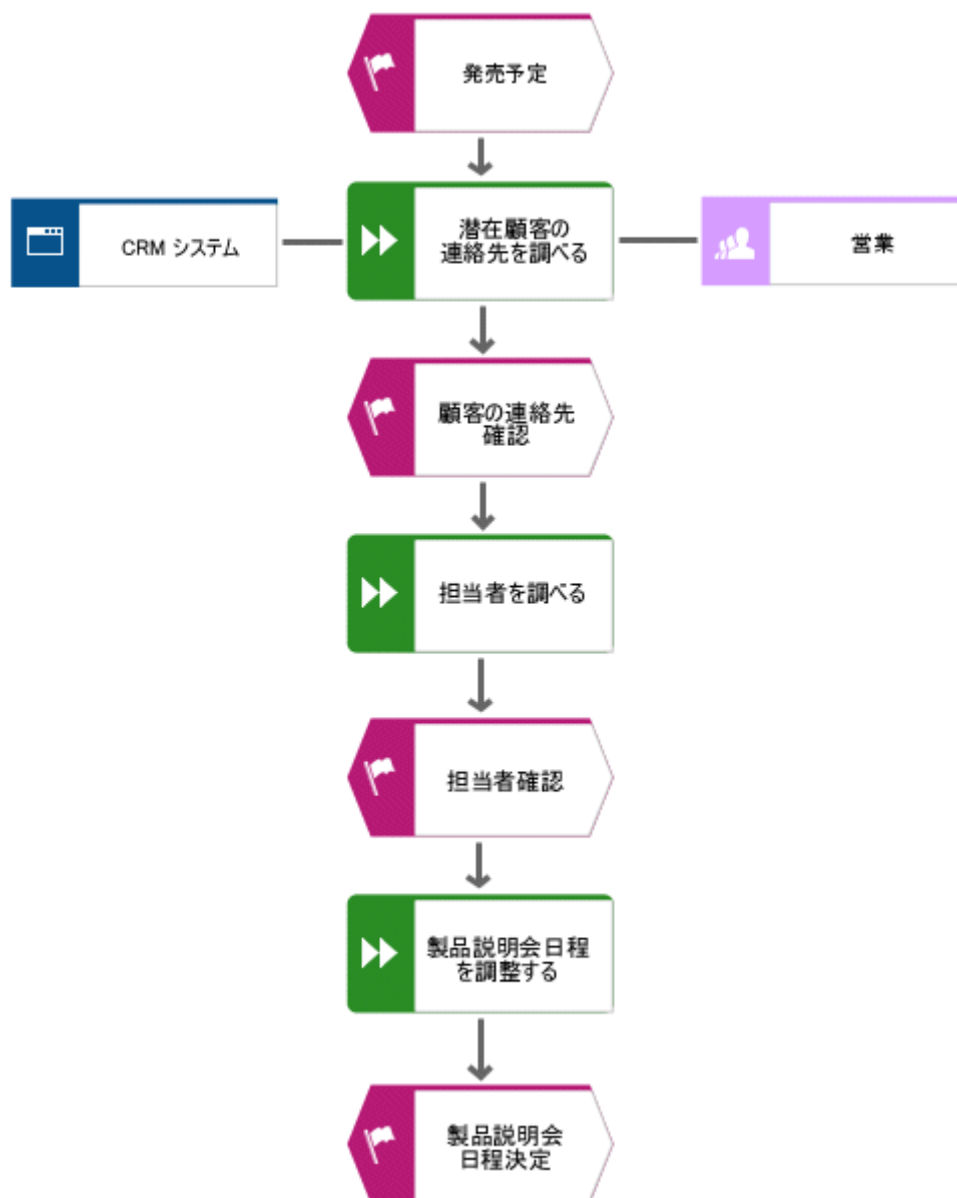 発売予定
CRM システム
潜在顧客の
連絡先を調べる
営業
顧客の連絡先
確認
担当者を調べる
担当者確認
製品説明会日程
を調整する
製品説明会
日程決定